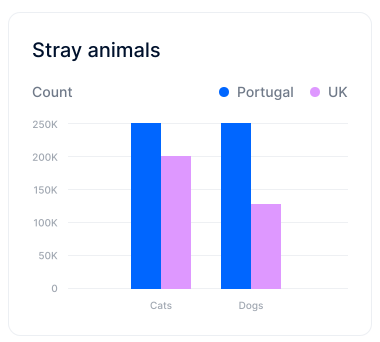 Stray animals
Count
Portugal
UK
250K
200K
150K
100K
50K
0
Cats
Dogs